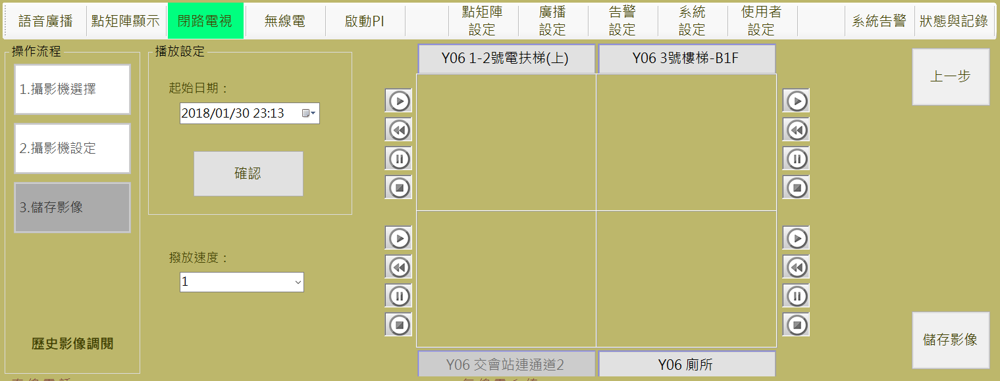 語音廣播
點矩陣顯示
閉路電視
無線電
啟動PI
點矩陣
設定
廣播
設定
告警
設定
系統
設定
使用者
設定
系統告警
狀態與記錄
操作流程
1.攝影機選擇
2.攝影機設定
3.儲存影像
歷史影像調閱
播放設定
起始日期：
2018/01/30 23:13
確認
撥放速度：
1
Y06 1-2號電扶梯(上)
Y06 3號樓梯-B1F
Y06 交會站連通道2
Y06 廁所
上一步
儲存影像